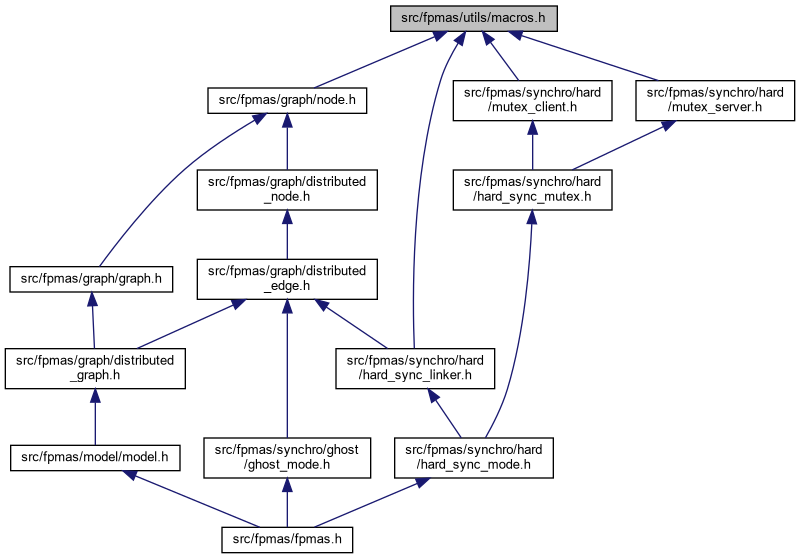 src/fpmas/utils/macros.h
src/fpmas/graph/node.h
src/fpmas/synchro/hard
/mutex_client.h
src/fpmas/synchro/hard
/mutex_server.h
src/fpmas/graph/distributed
_node.h
src/fpmas/synchro/hard
/hard_sync_mutex.h
src/fpmas/graph/graph.h
src/fpmas/graph/distributed
_edge.h
src/fpmas/graph/distributed
_graph.h
src/fpmas/synchro/hard
/hard_sync_linker.h
src/fpmas/model/model.h
src/fpmas/synchro/ghost
/ghost_mode.h
src/fpmas/synchro/hard
/hard_sync_mode.h
src/fpmas/fpmas.h